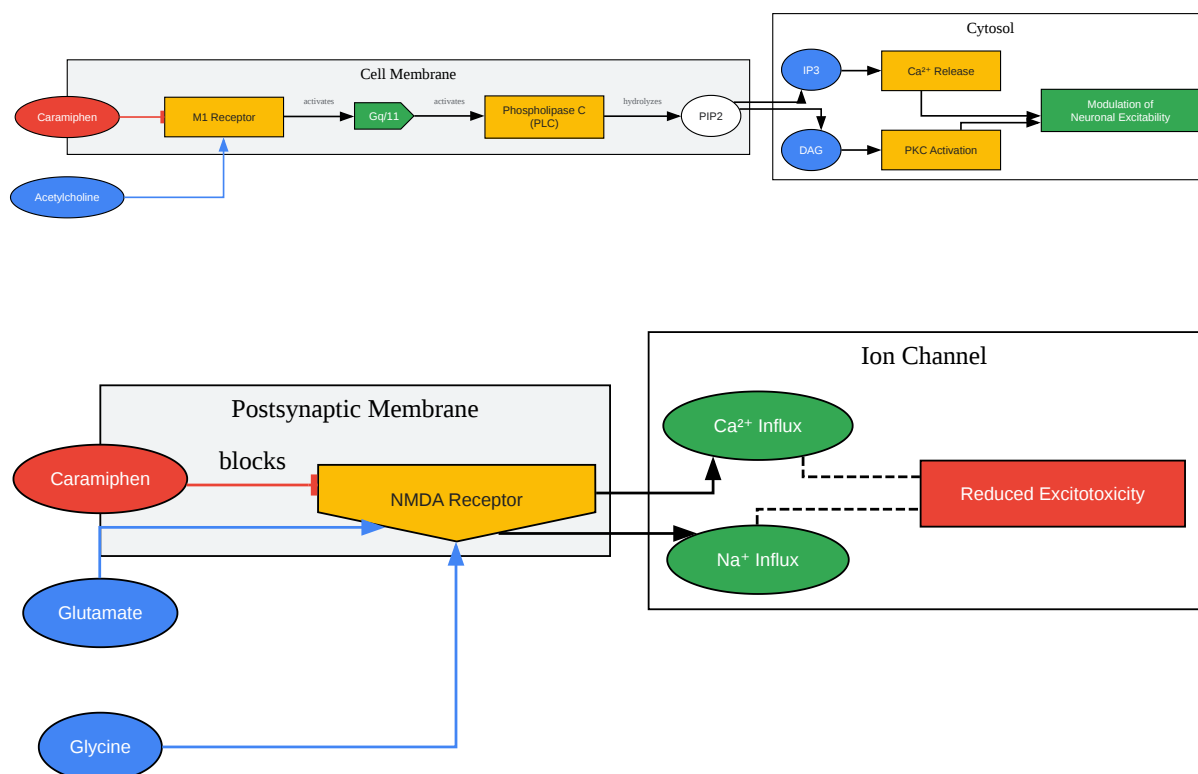 Cytosol
Cell Membrane
Caramiphen
M1 Receptor
activates
Gq/11
activates
Phospholipase C
(PLC)
hydrolyzes
PIP2
IP3
Ca²⁺ Release
Modulation of
Neuronal Excitability
DAG
PKC Activation
Acetylcholine
Ion Channel
Postsynaptic Membrane
Caramiphen
blocks
NMDA Receptor
Ca²⁺ Influx
Reduced Excitotoxicity
Na⁺ Influx
Glutamate
Glycine